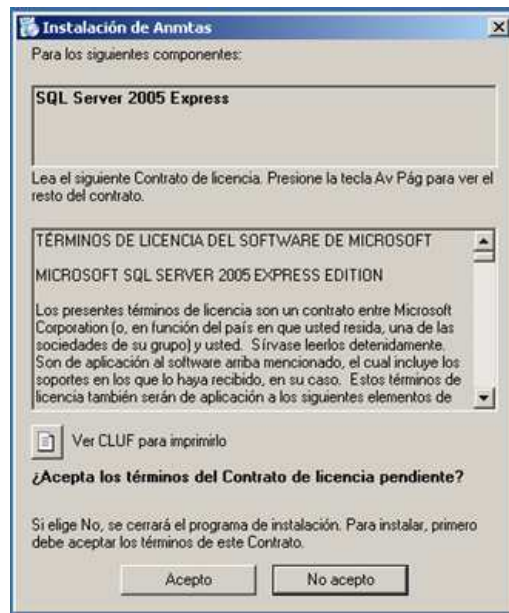 Instalación de Anmtas
Para los siguientes componentes:
SQL Server 2005 Express
Lea el siguiente Contrato de licencia. Presione la tecla Av Pág para ver el
resto del contrato.
TÉRMINOS DE LICENCIA DEL SOFTWARE DE MICROSOFT
MICROSOFT SQL SERVER 2005 EXPRESS EDITION
Los presentes términos de licencia son un contrato entre Microsoft
Corporation (o, en función del país en que usted resida, una de las
sociedades de su grupo) y usted. Sírvase leerlos detenidamente.
Son de aplicación al software arriba mencionado, el cual incluye los
soportes en los que lo haya recibido, en su caso. Estos términos de
licencia también serán de aplicación a los siguientes elementos de
Ver CLUF para imprimirlo
¿Acepta los términos del Contrato de licencia pendiente?
Si elige No, se cerrará el programa de instalación. Para instalar, primero
debe aceptar los términos de este Contrato.
Acepto
No acepto